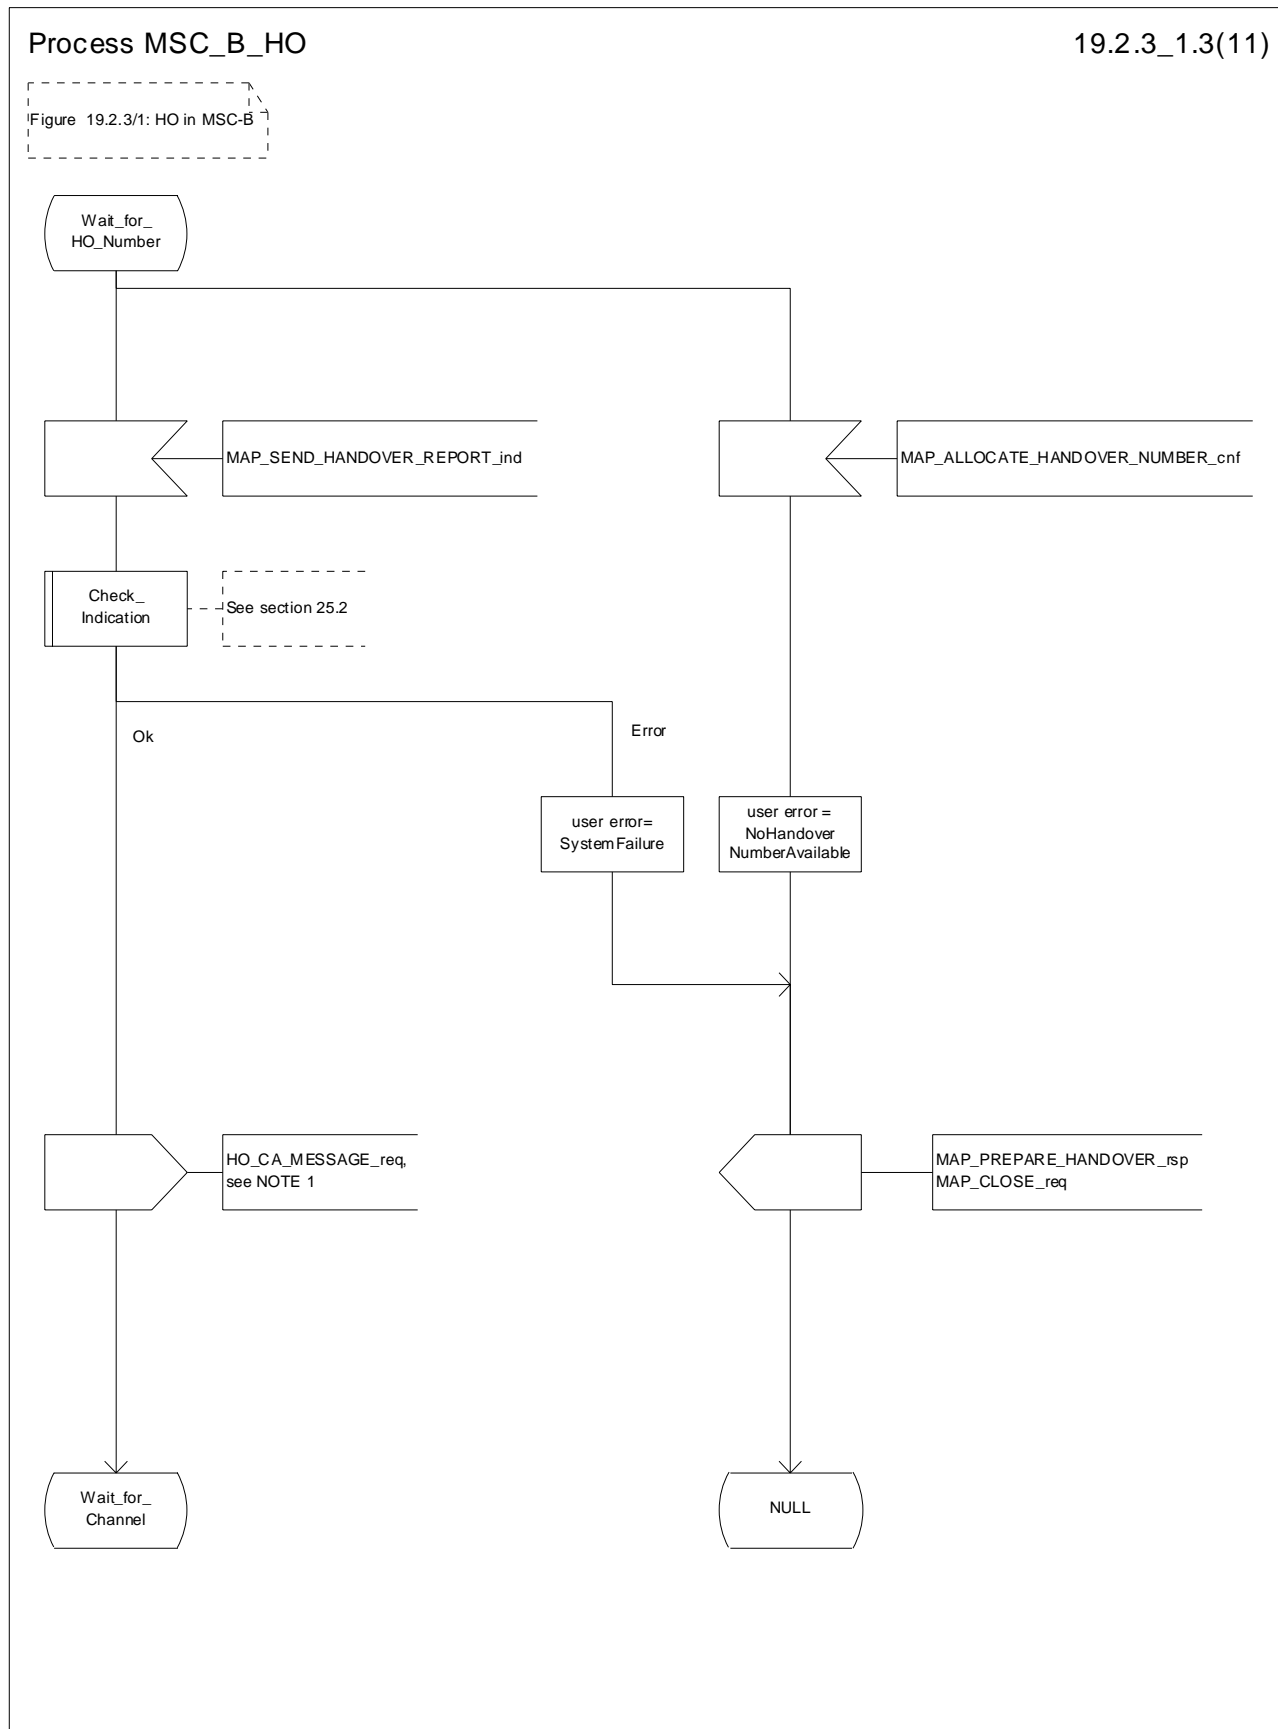 Process MSC_B_HO
19.2.3_1.3(11)
Figure 19.2.3/1: HO in MSC-B
Wait_for_
HO_Number
MAP_SEND_HANDOVER_REPORT_ind
MAP_ALLOCATE_HANDOVER_NUMBER_cnf
Check_
Indication
See section 25.2
Ok
Error
user error=
SystemFailure
user error =
NoHandover
NumberAvailable
HO_CA_MESSAGE_req,
see NOTE 1
MAP_PREPARE_HANDOVER_rsp
MAP_CLOSE_req
Wait_for_
Channel
NULL